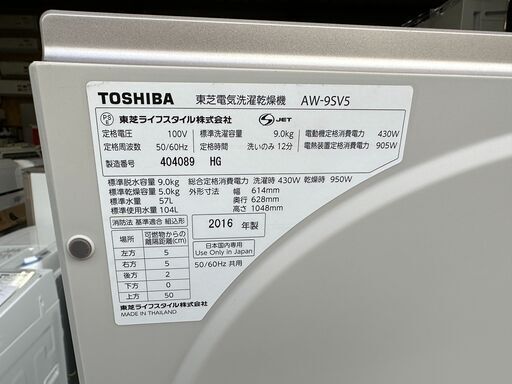 TOSHIBA 東芝電気洗濯乾燥機 AW-9SV5
PS E 東芝ライフスタイル株式会社 S-JET
定格電圧 100V 標準洗濯容量 9.0kg 電動機定格消費電力 430W
定格周波数 50/60Hz 定格時間 洗いのみ 12分 電熱装置定格消費電力 905W
製造番号 404089 HG
標準脱水容量 9.0kg 総合定格消費電力 洗濯時 430W 乾燥時 950W
標準乾燥容量 5.0kg 外形寸法 幅 614mm
標準水量 57L 奥行 628mm
標準使用水量 104L 高さ 1048mm
消防法 基準適合 組込形
場所 可燃物からの離隔距離(cm)
左方 5
右方 5
後方 2
下方 0
上方 50
2016 年製
日本国内専用
Use Only in Japan
50/60Hz 共用
東芝ライフスタイル株式会社
MADE IN THAILAND